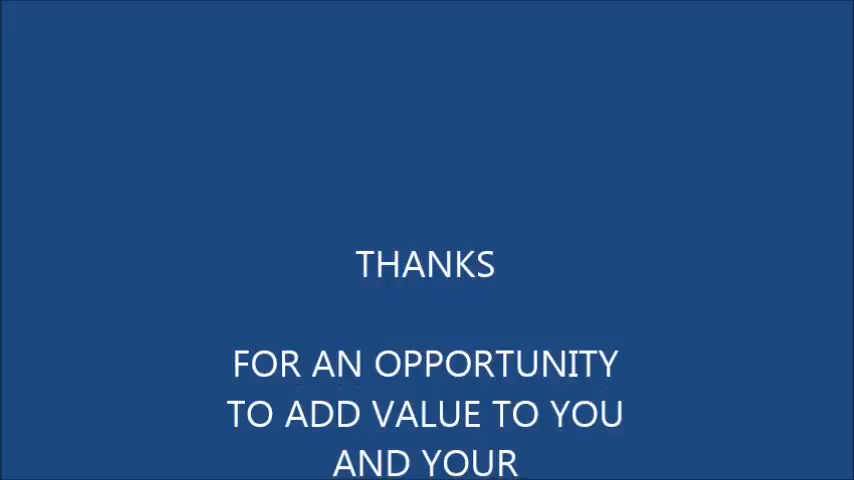 THANKS
FOR AN OPPORTUNITY
TO ADD VALUE TO YOU
AND YOUR